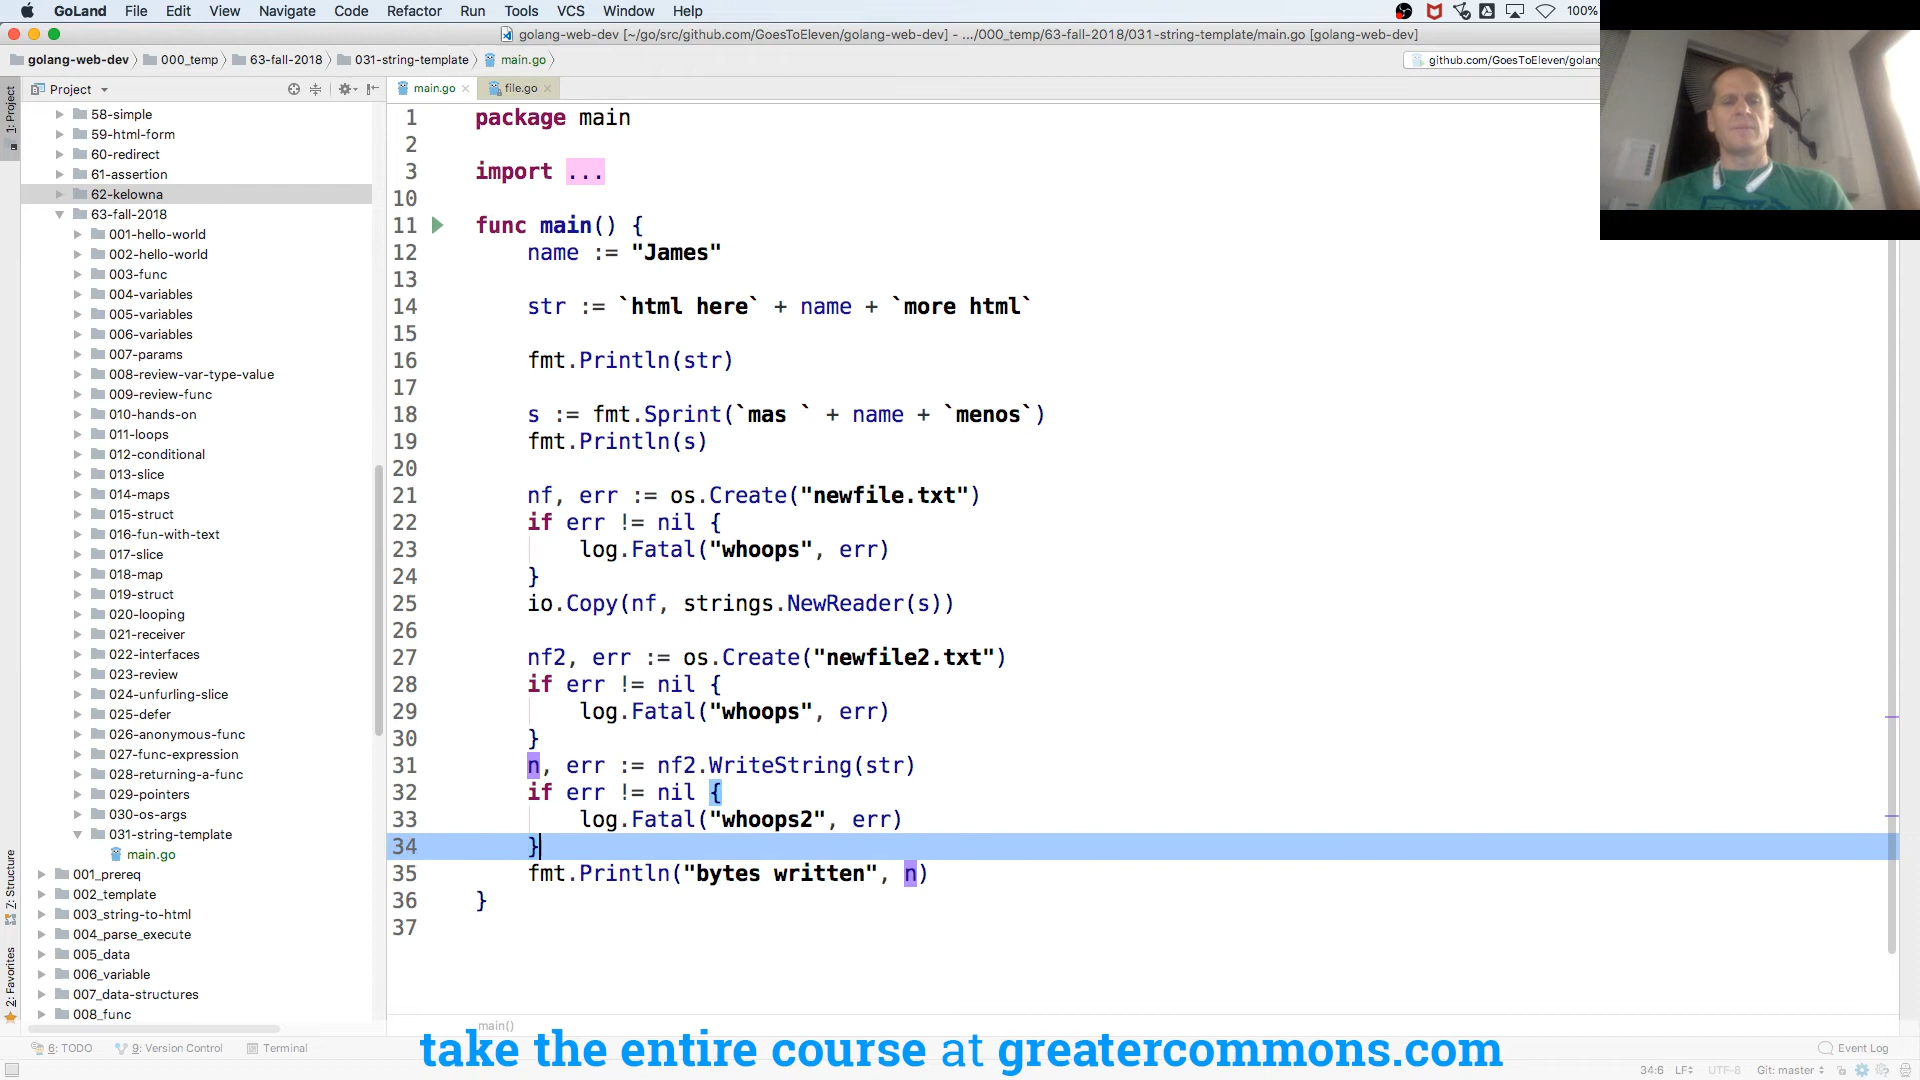 GoLand File Edit View Navigate Code Refactor Run Tools VCS Window Help 100%
golang-web-dev [~/go/src/github.com/GoesToEleven/golang-web-dev] - .../000_temp/63-fall-2018/031-string-template/main.go [golang-web-dev]
golang-web-dev 000_temp 63-fall-2018 031-string-template main.go github.com/GoesToEleven/golang
Project main.go file.go
1: Project
58-simple
59-html-form
60-redirect
61-assertion
62-kelowna
63-fall-2018
001-hello-world
002-hello-world
003-func
004-variables
005-variables
006-variables
007-params
008-review-var-type-value
009-review-func
010-hands-on
011-loops
012-conditional
013-slice
014-maps
015-struct
016-fun-with-text
017-slice
018-map
019-struct
020-looping
021-receiver
022-interfaces
023-review
024-unfurling-slice
025-defer
026-anonymous-func
027-func-expression
028-returning-a-func
029-pointers
030-os-args
031-string-template
main.go
001_prereq
002_template
003_string-to-html
004_parse_execute
005_data
006_variable
007_data-structures
008_func
7: Structure
2: Favorites
1 package main
2
3 import ...
10
11 func main() {
12 name := "James"
13
14 str := `html here` + name + `more html`
15
16 fmt.Println(str)
17
18 s := fmt.Sprint(`mas ` + name + `menos`)
19 fmt.Println(s)
20
21 nf, err := os.Create("newfile.txt")
22 if err != nil {
23 log.Fatal("whoops", err)
24 }
25 io.Copy(nf, strings.NewReader(s))
26
27 nf2, err := os.Create("newfile2.txt")
28 if err != nil {
29 log.Fatal("whoops", err)
30 }
31 n, err := nf2.WriteString(str)
32 if err != nil {
33 log.Fatal("whoops2", err)
34 }
35 fmt.Println("bytes written", n)
36 }
37
main()
take the entire course at greatercommons.com
6: TODO 9: Version Control Terminal Event Log
34:6 LF UTF-8 Git: master